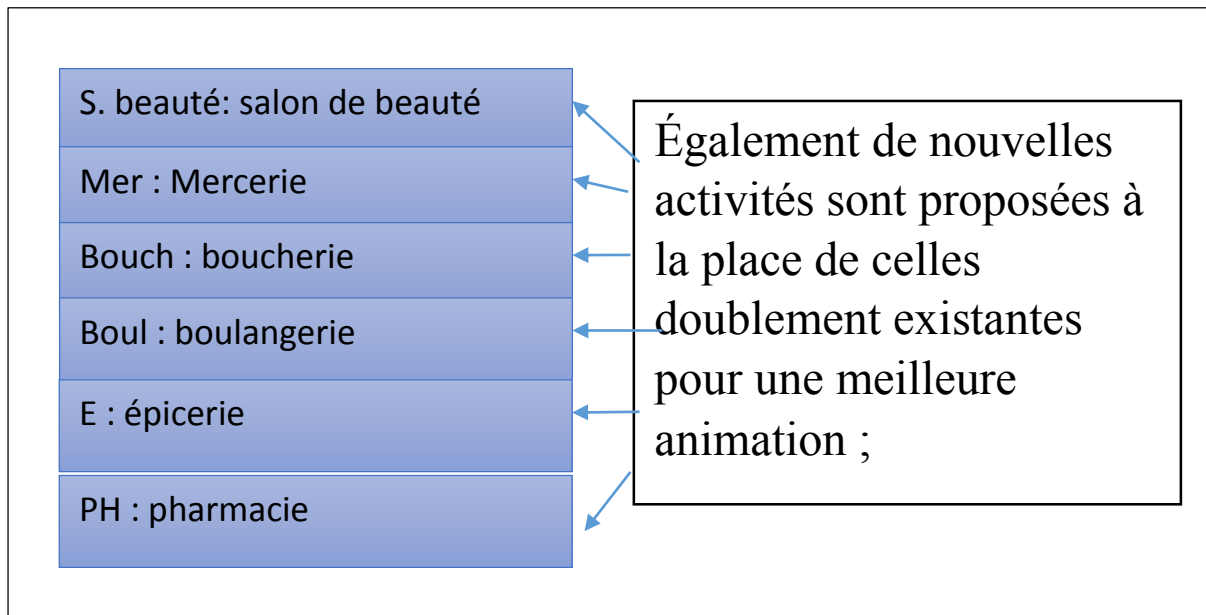 S. beauté: salon de beauté
Mer : Mercerie
Bouch : boucherie
Boul : boulangerie
E : épicerie
PH : pharmacie
Également de nouvelles
activités sont proposées à
la place de celles
doublement existantes
pour une meilleure
animation ;